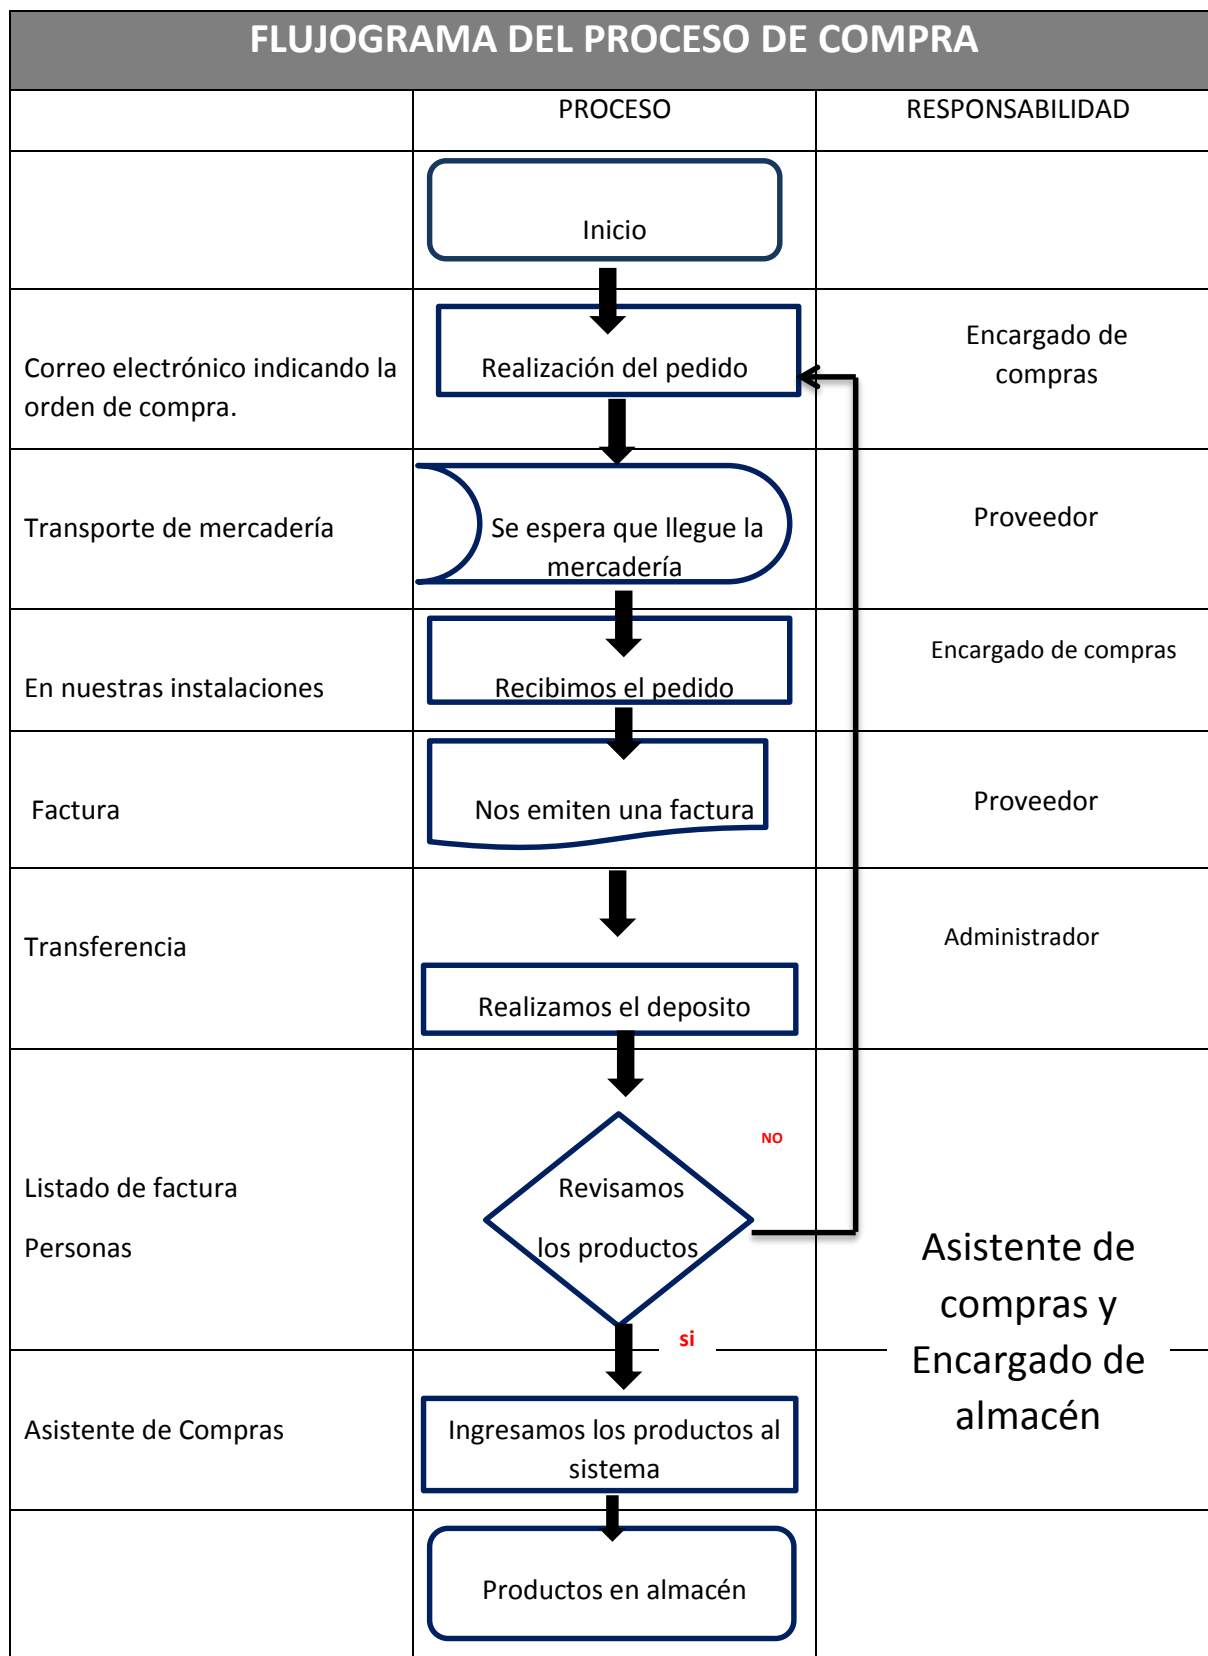 FLUJOGRAMA DEL PROCESO DE COMPRA
PROCESO
RESPONSABILIDAD
Inicio
Correo electrónico indicando la
orden de compra.
Realización del pedido
Encargado de
compras
Transporte de mercadería
Se espera que llegue la
mercadería
Proveedor
En nuestras instalaciones
Recibimos el pedido
Encargado de compras
Factura
Nos emiten una factura
Proveedor
Transferencia
Realizamos el deposito
Administrador
Listado de factura
Personas
Revisamos
los productos
NO
si
Asistente de
compras y
Encargado de
almacén
Asistente de Compras
Ingresamos los productos al
sistema
Productos en almacén